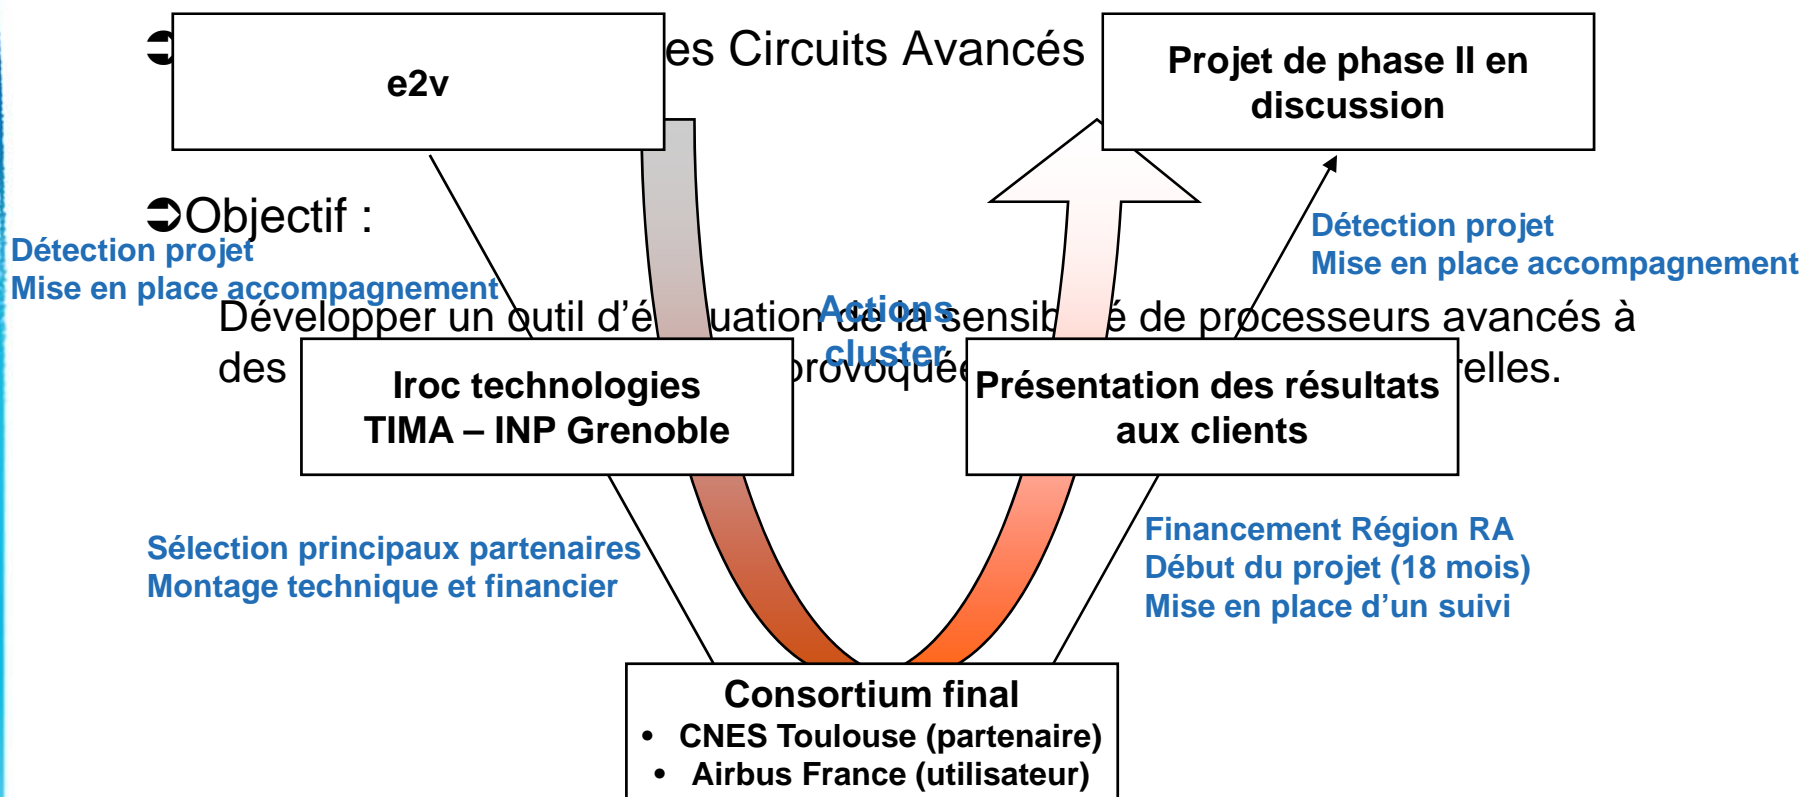 es Circuits Avancés
e2v
Projet de phase II en
discussion
➲Objectif :
Détection projet
Mise en place accompagnement
Détection projet
Mise en place accompagnement
Développer un outil d'é uation de la sensib é de processeurs avancés à
des provoqué relles.
Actions
cluster
Iroc technologies
TIMA – INP Grenoble
Présentation des résultats
aux clients
Sélection principaux partenaires
Montage technique et financier
Financement Région RA
Début du projet (18 mois)
Mise en place d'un suivi
Consortium final
• CNES Toulouse (partenaire)
• Airbus France (utilisateur)